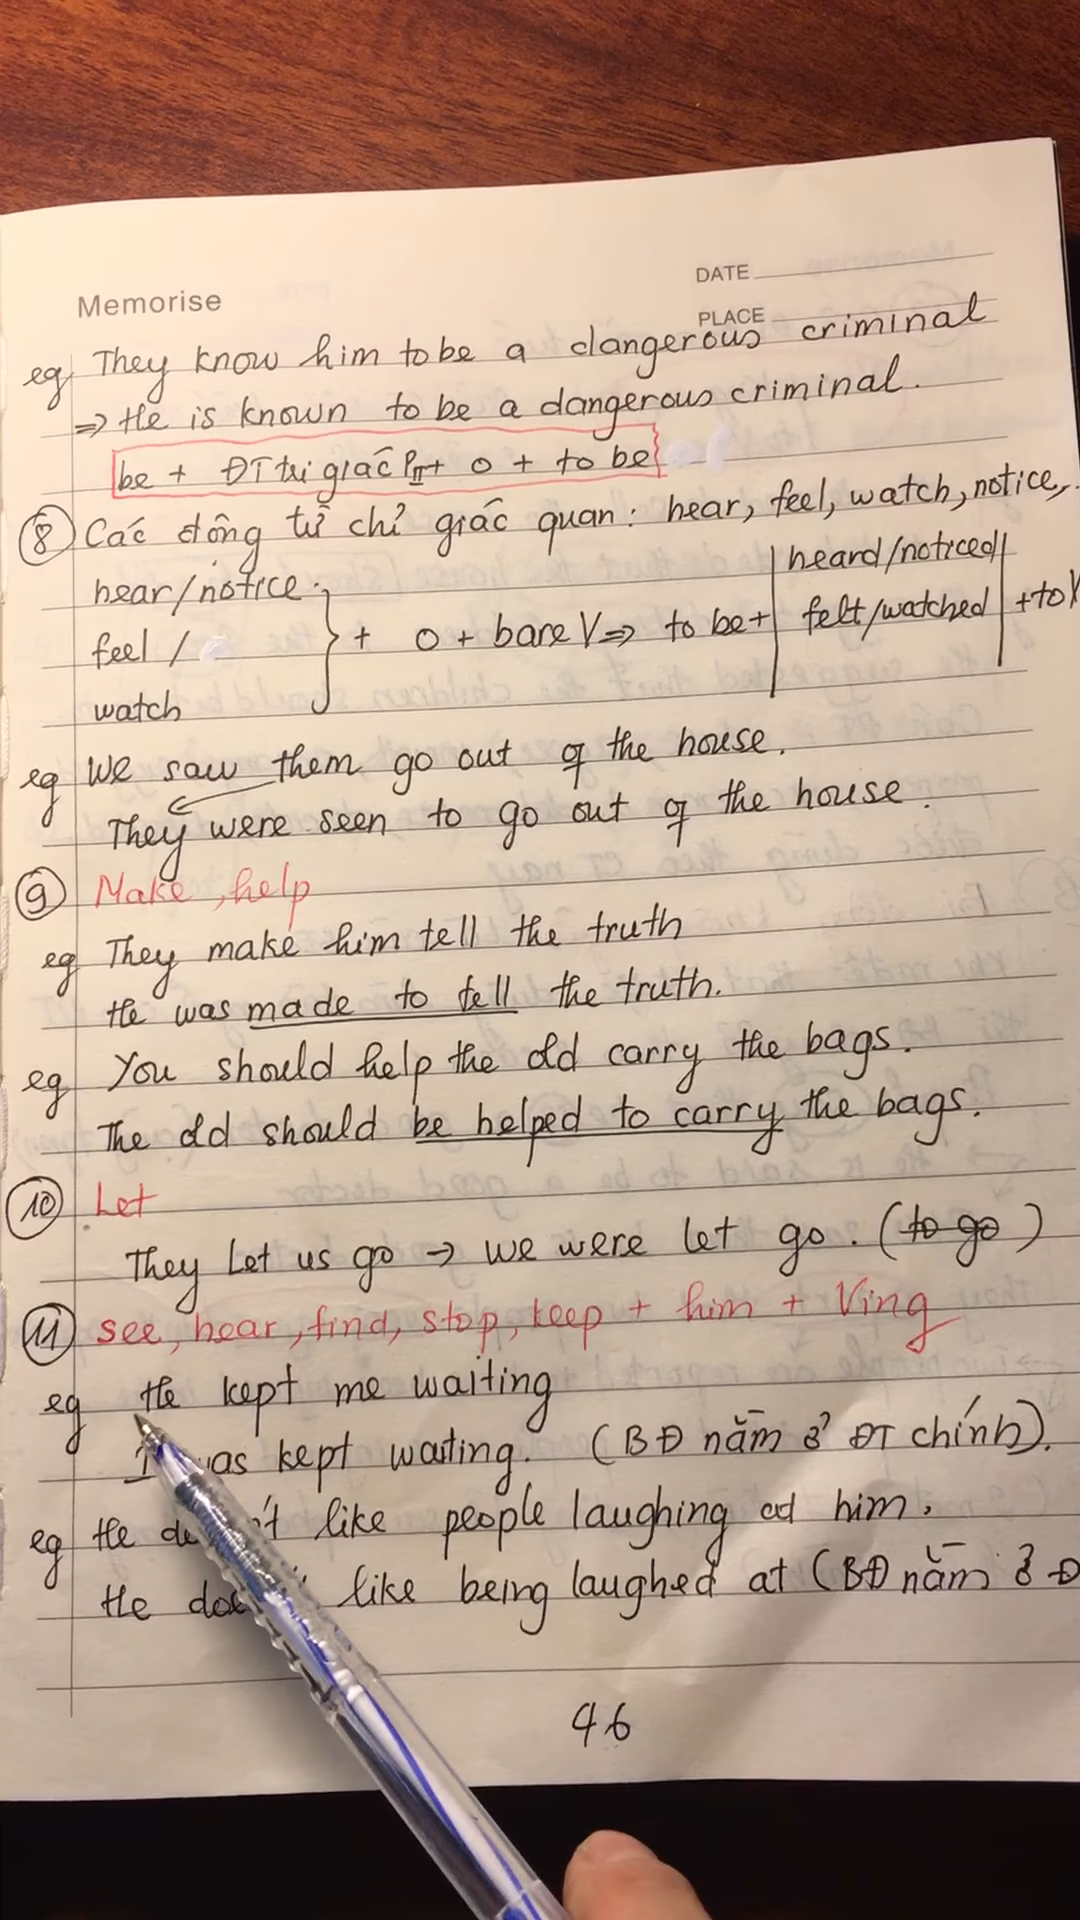 Memorise
DATE
PLACE
eg They know him to be a dangerous criminal
⇒ He is known to be a dangerous criminal.
be + ĐT tri giác PII + O + to be
⑧ Các động từ chỉ giác quan: hear, feel, watch, notice,
hear/notice
feel /
watch
} + O + bare V ⇒ to be +
heard/noticed
felt/watched
+ to V
eg We saw them go out of the house.
They were seen to go out of the house.
⑨ Make, help
eg They make him tell the truth
He was made to tell the truth.
eg You should help the old carry the bags.
The old should be helped to carry the bags.
⑩ Let
They Let us go → we were let go. (to go)
⑪ see, hear, find, stop, keep + him + Ving
eg He kept me waiting
I was kept waiting. (BĐ nằm ở ĐT chính).
eg He like people laughing at him.
He like being laughed at (BĐ nằm ở Đ
46